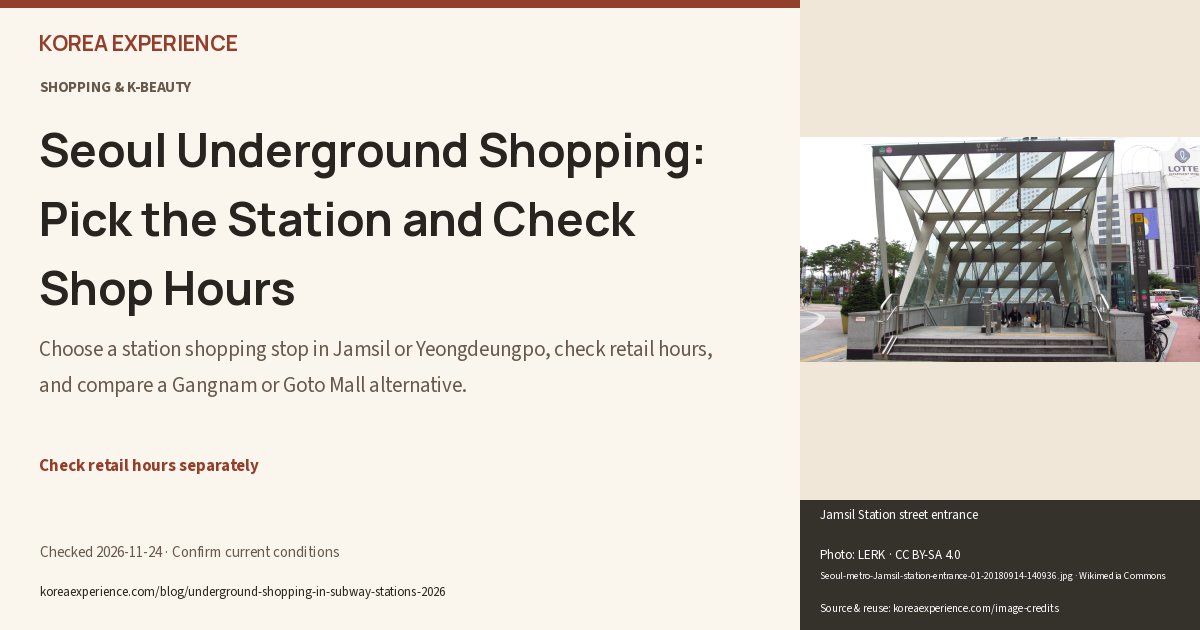 KOREA EXPERIENCE
SHOPPING & K-BEAUTY
Seoul Underground Shopping:
Pick the Station and Check
Shop Hours
Choose a station shopping stop in Jamsil or Yeongdeungpo, check retail hours,
and compare a Gangnam or Goto Mall alternative.
Check retail hours separately
Checked 2026-11-24 · Confirm current conditions
koreaexperience.com/blog/underground-shopping-in-subway-stations-2026
LOTTE
Jamsil Station street entrance
Photo: LERK · CC BY-SA 4.0
Seoul-metro-Jamsil-station-entrance-01-20180914-140936.jpg · Wikimedia Commons
Source & reuse: koreaexperience.com/image-credits